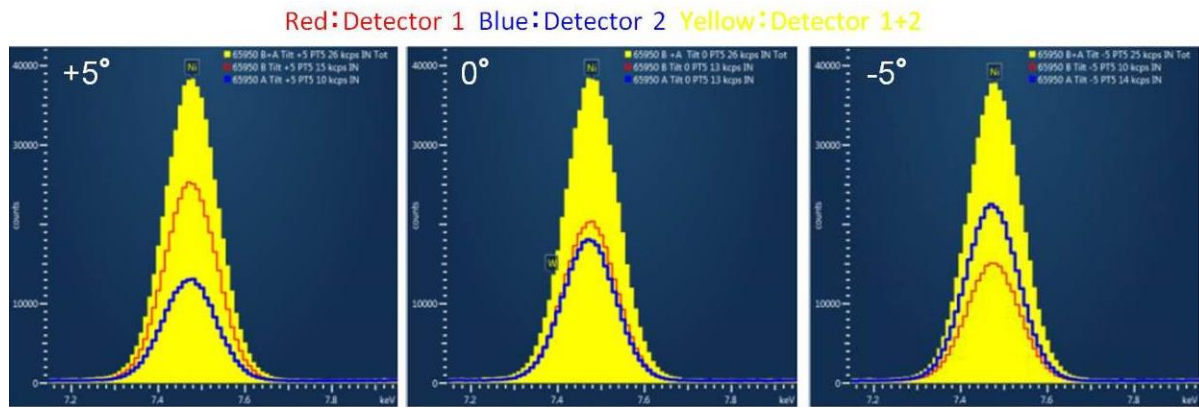 Red:Detector 1 Blue:Detector 2 Yellow:Detector 1+2
+5°
65950 B+A Tilt +5 PT5 26 kcps IN Tot
65950 B Tilt +5 PT5 15 kcps IN
65950 A Tilt +5 PT5 10 kcps IN
Ni
40000
30000
counts
10000
0
7.2 7.4 7.6 7.8 keV
0°
65950 B +A Tilt 0 PT5 26 kcps IN Tot
65950 B Tilt 0 PT5 13 kcps IN
65950 A Tilt 0 PT5 13 kcps IN
Ni
W
40000
30000
counts
10000
0
7.2 7.4 7.6 7.8 keV
-5°
65950 B+A Tilt -5 PT5 25 kcps IN Tot
65950 B Tilt -5 PT5 10 kcps IN
65950 A Tilt -5 PT5 14 kcps IN
Ni
40000
30000
counts
10000
0
7.2 7.4 7.6 7.8 keV